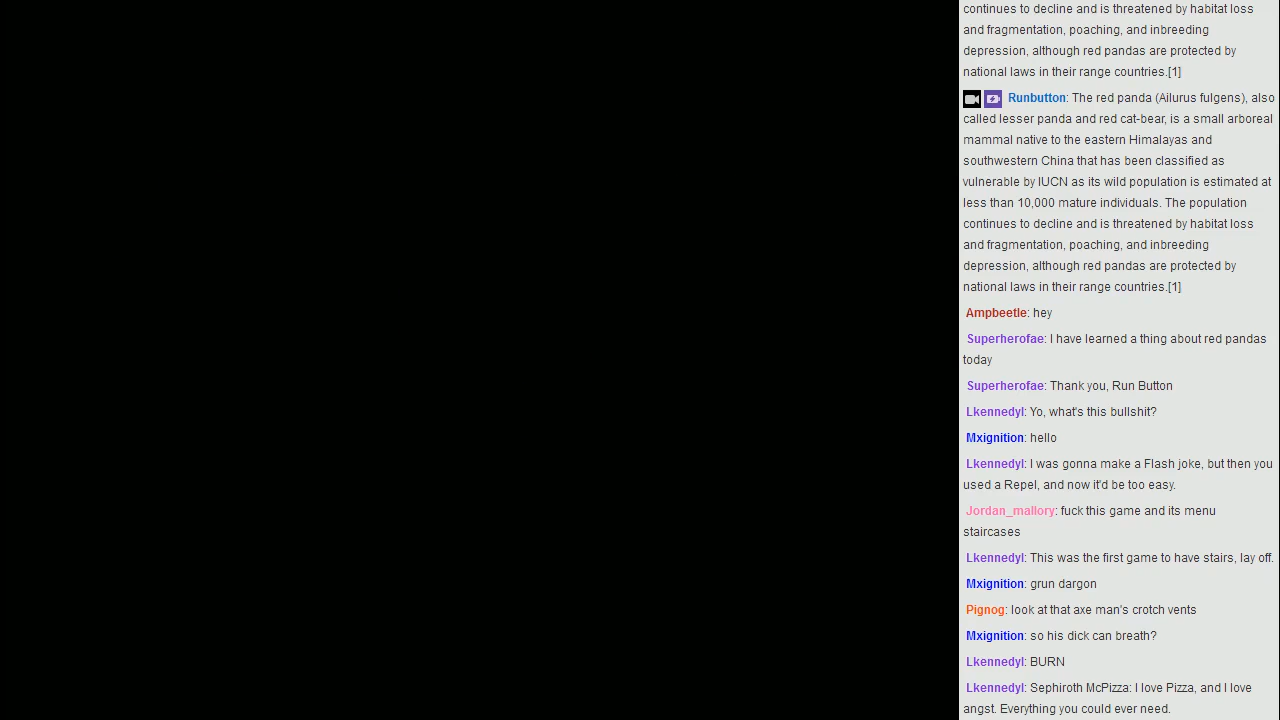 continues to decline and is threatened by habitat loss
and fragmentation, poaching, and inbreeding
depression, although red pandas are protected by
national laws in their range countries.[1]
Runbutton: The red panda (Ailurus fulgens), also
called lesser panda and red cat-bear, is a small arboreal
mammal native to the eastern Himalayas and
southwestern China that has been classified as
vulnerable by IUCN as its wild population is estimated at
less than 10,000 mature individuals. The population
continues to decline and is threatened by habitat loss
and fragmentation, poaching, and inbreeding
depression, although red pandas are protected by
national laws in their range countries.[1]
Ampbeetle: hey
Superherofae: I have learned a thing about red pandas
today
Superherofae: Thank you, Run Button
Lkennedyl: Yo, what's this bullshit?
Mxignition: hello
Lkennedyl: I was gonna make a Flash joke, but then you
used a Repel, and now it'd be too easy.
Jordan_mallory: fuck this game and its menu
staircases
Lkennedyl: This was the first game to have stairs, lay off.
Mxignition: grun dargon
Pignog: look at that axe man's crotch vents
Mxignition: so his dick can breath?
Lkennedyl: BURN
Lkennedyl: Sephiroth McPizza: I love Pizza, and I love
angst. Everything you could ever need.